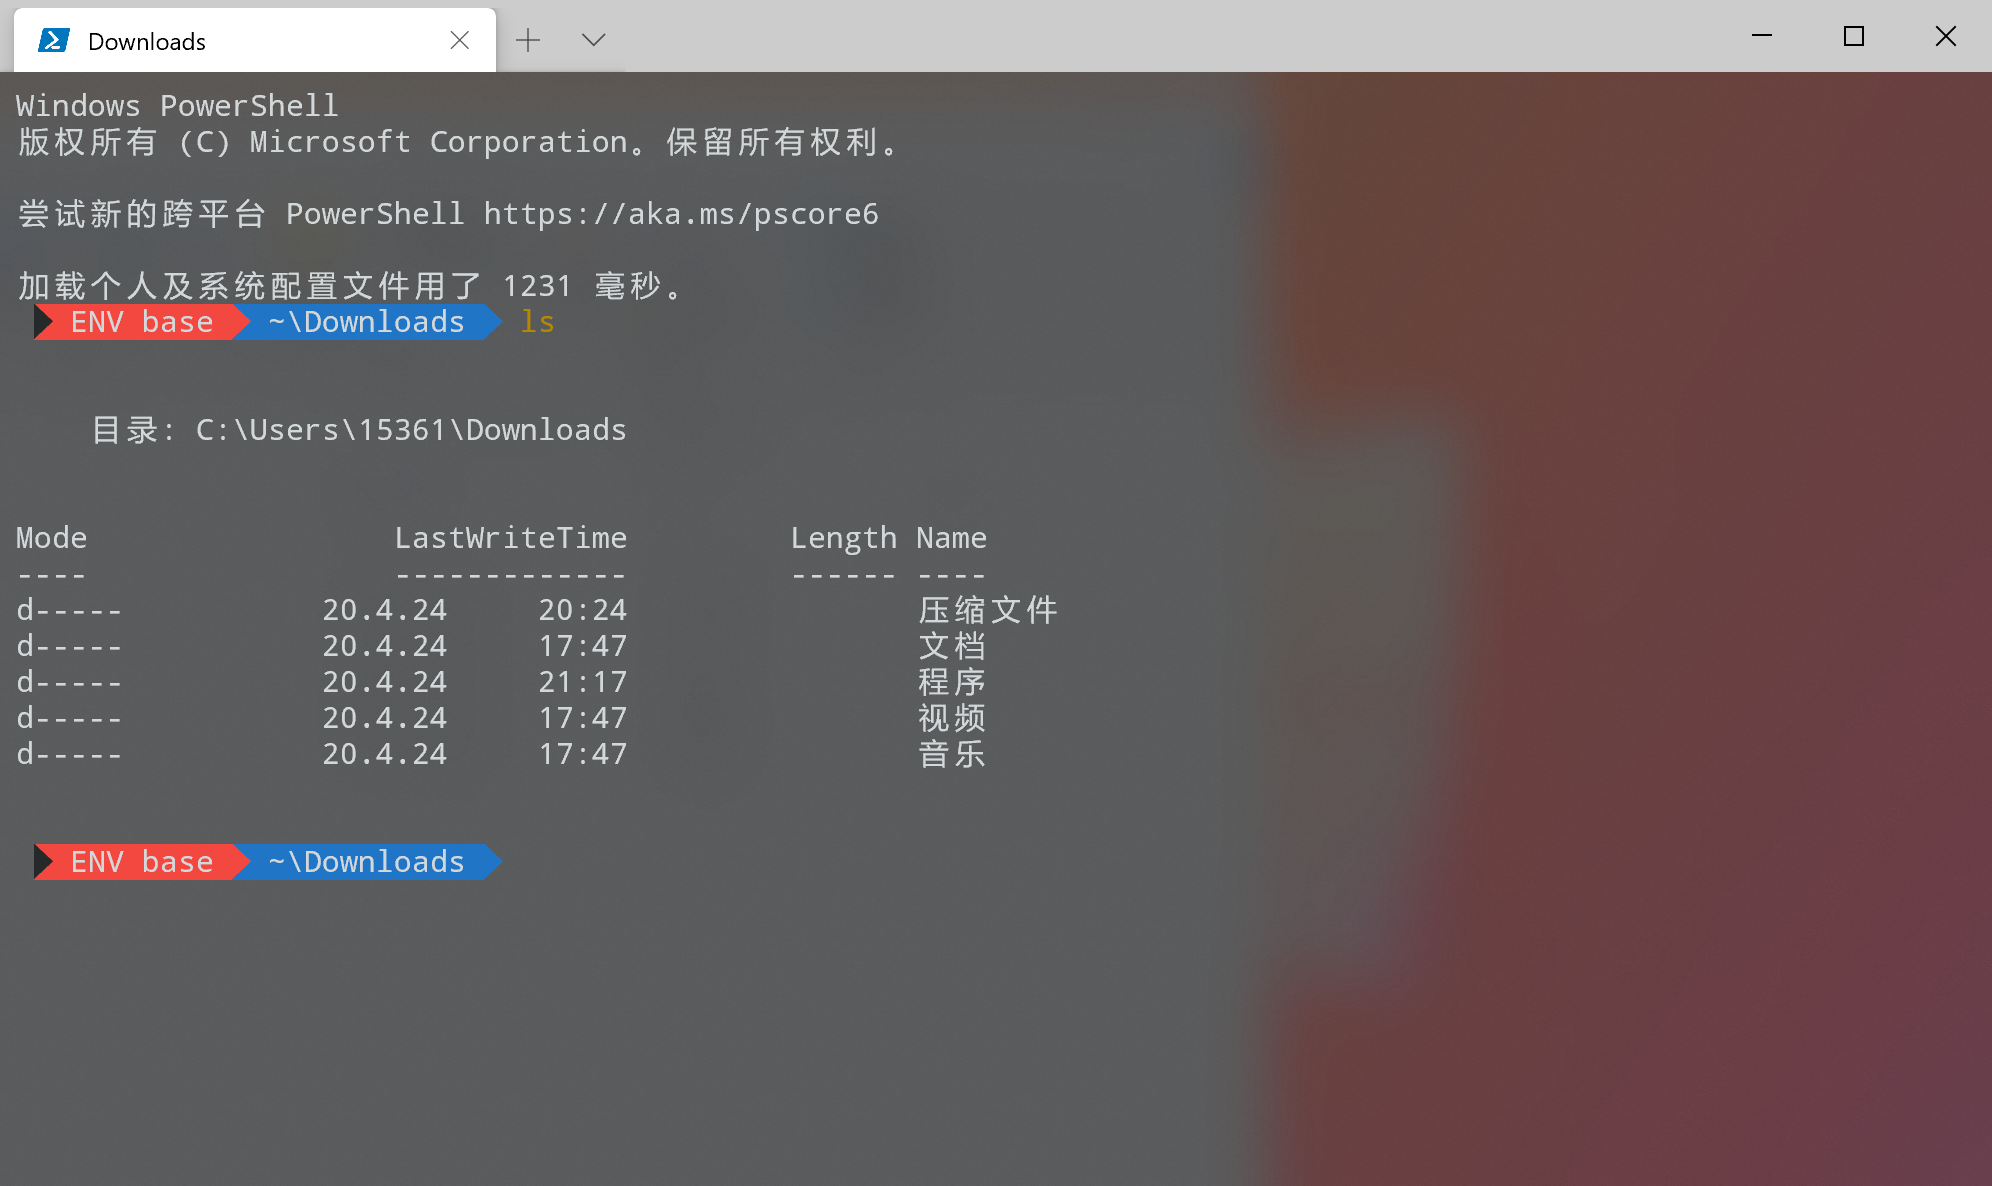 Downloads
Windows PowerShell
版权所有 (C) Microsoft Corporation。保留所有权利。
尝试新的跨平台 PowerShell https://aka.ms/pscore6
加载个人及系统配置文件用了 1231 毫秒。
ENV base ~\Downloads ls
目录: C:\Users\15361\Downloads
Mode LastWriteTime Length Name
---- ------------- ------ ----
d----- 20.4.24 20:24 压缩文件
d----- 20.4.24 17:47 文档
d----- 20.4.24 21:17 程序
d----- 20.4.24 17:47 视频
d----- 20.4.24 17:47 音乐
ENV base ~\Downloads